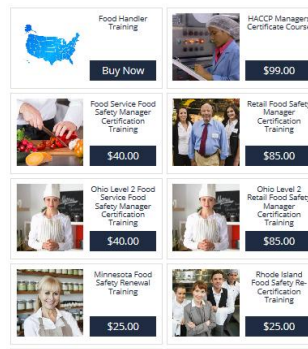 Food Handler
Training
Buy Now
HACCP Managers
Certificate Course
$99.00
Food Service Food
Safety Manager
Certification
Training
$40.00
Retail Food Safety
Manager
Certification
Training
$85.00
Ohio Level 2 Food
Service Food
Safety Manager
Certification
Training
$40.00
Ohio Level 2
Retail Food Safety
Manager
Certification
Training
$85.00
Minnesota Food
Safety Renewal
Training
$25.00
Rhode Island
Food Safety Re-
Certification
Training
$25.00